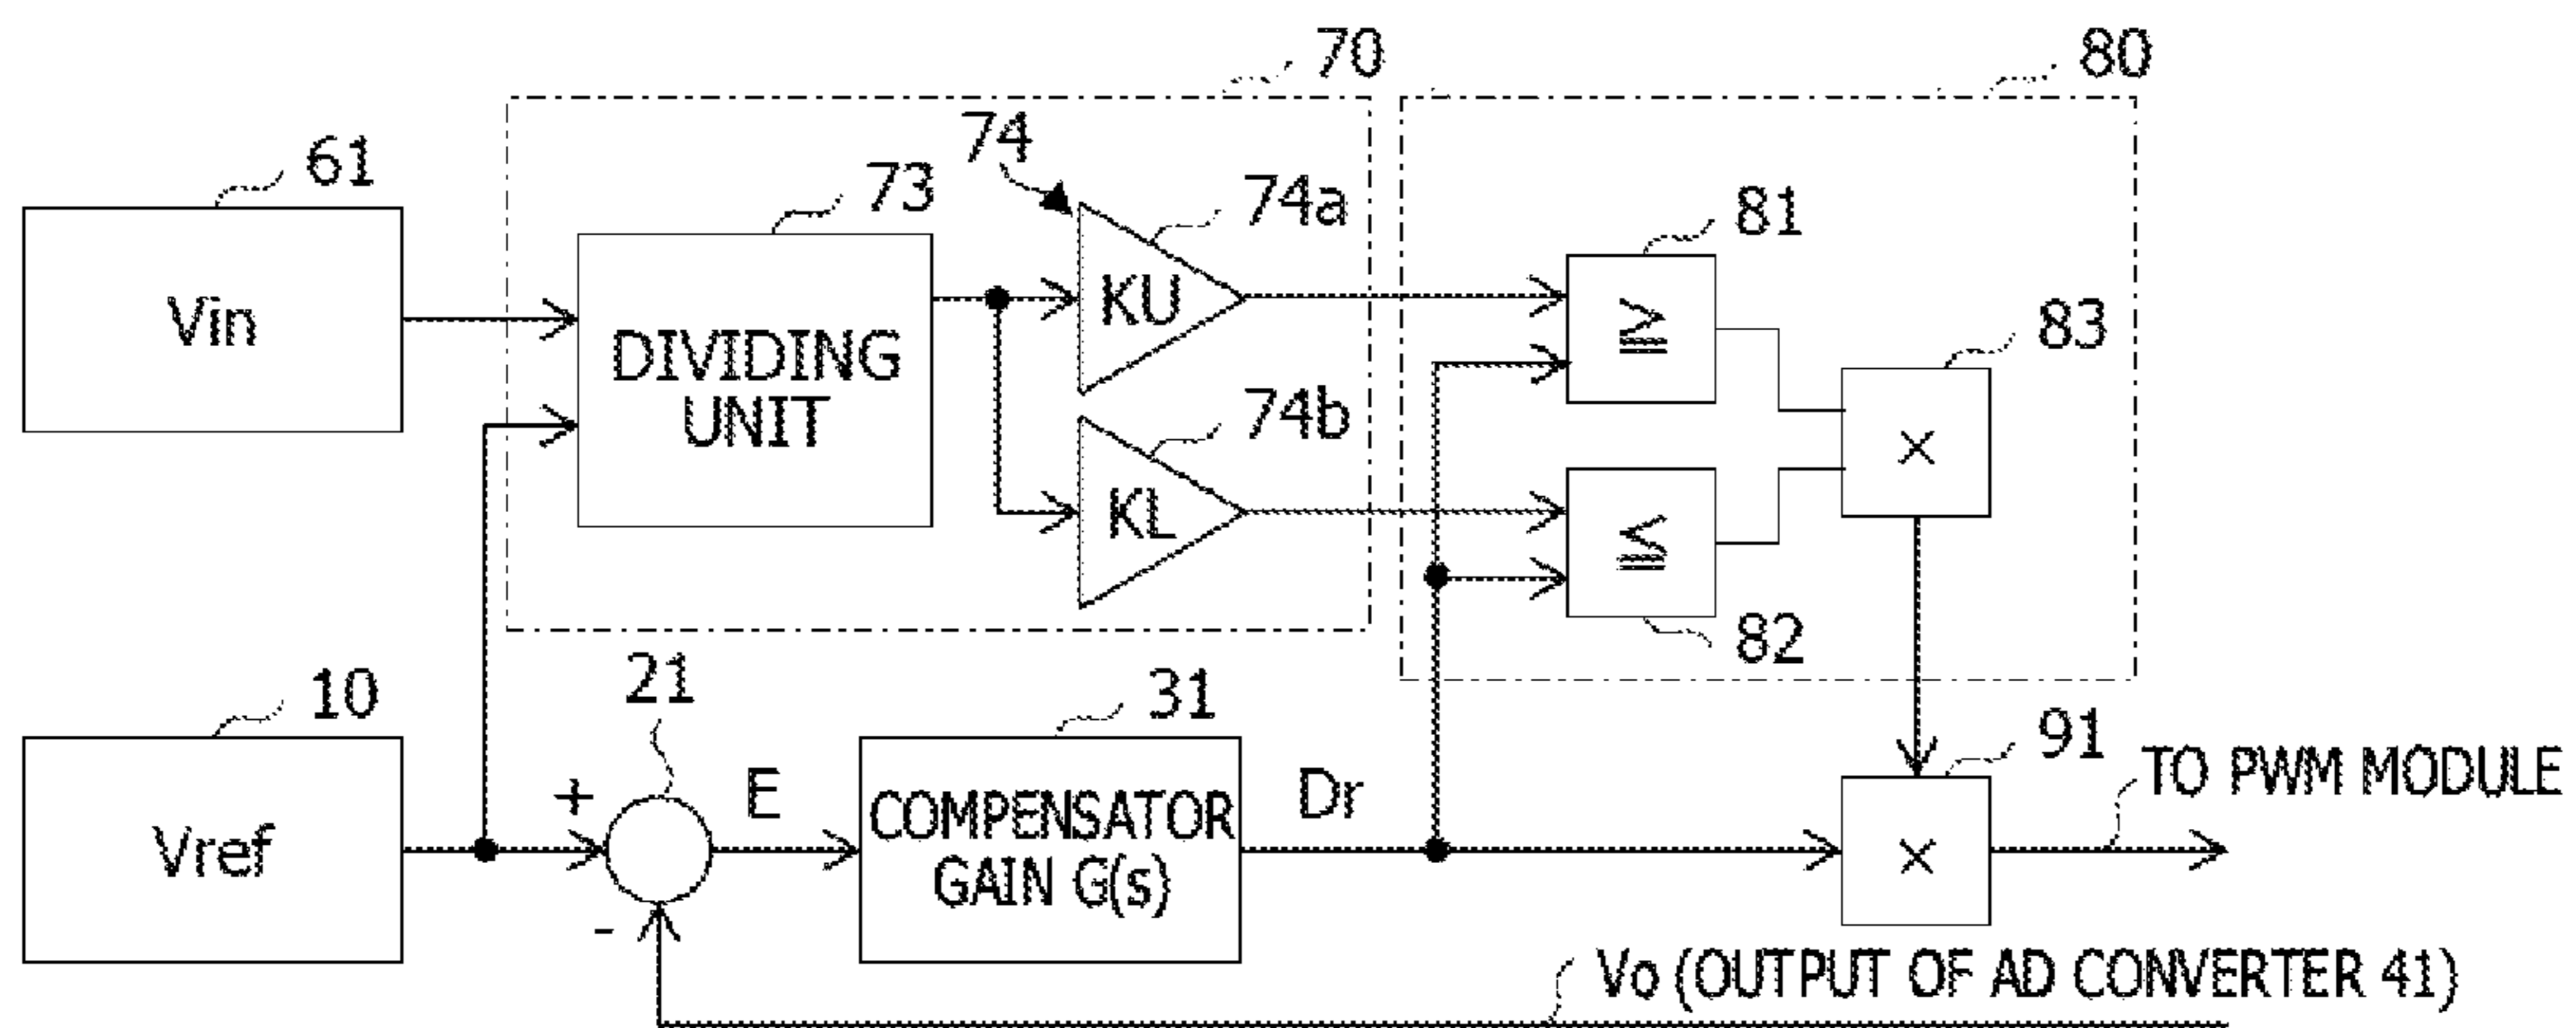 70
80
61
74
73
74a
81
Vin
DIVIDING
UNIT
KU
≧
83
74b
×
KL
≦
82
10
21
31
91
Vref
+
-
E
COMPENSATOR
GAIN G(s)
Dr
×
TO PWM MODULE
Vo (OUTPUT OF AD CONVERTER 41)